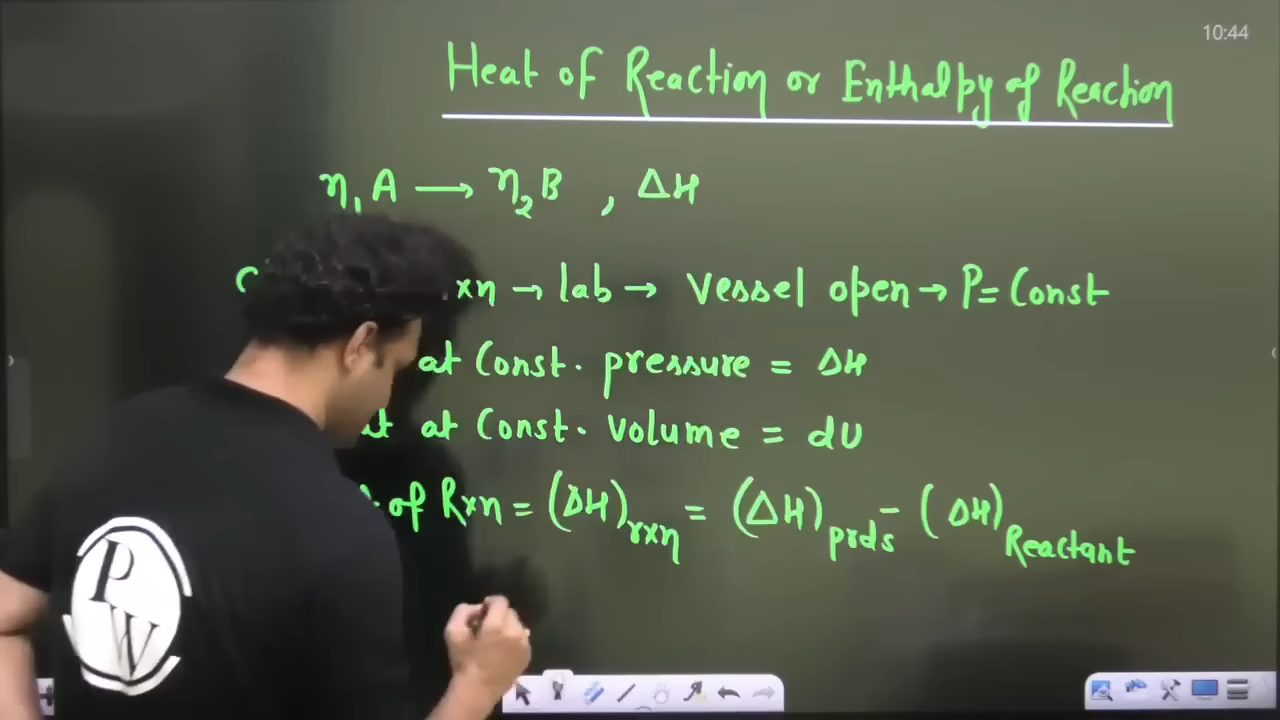 10:44
Heat of Reaction or Enthalpy of Reaction
η₁A ⟶ η₂B , ΔH
rxn → lab → Vessel open → P = Const
at Const. pressure = ΔH
at Const. Volume = dU
of Rxn = (ΔH)rxn = (ΔH)prds - (ΔH)Reactant
PW